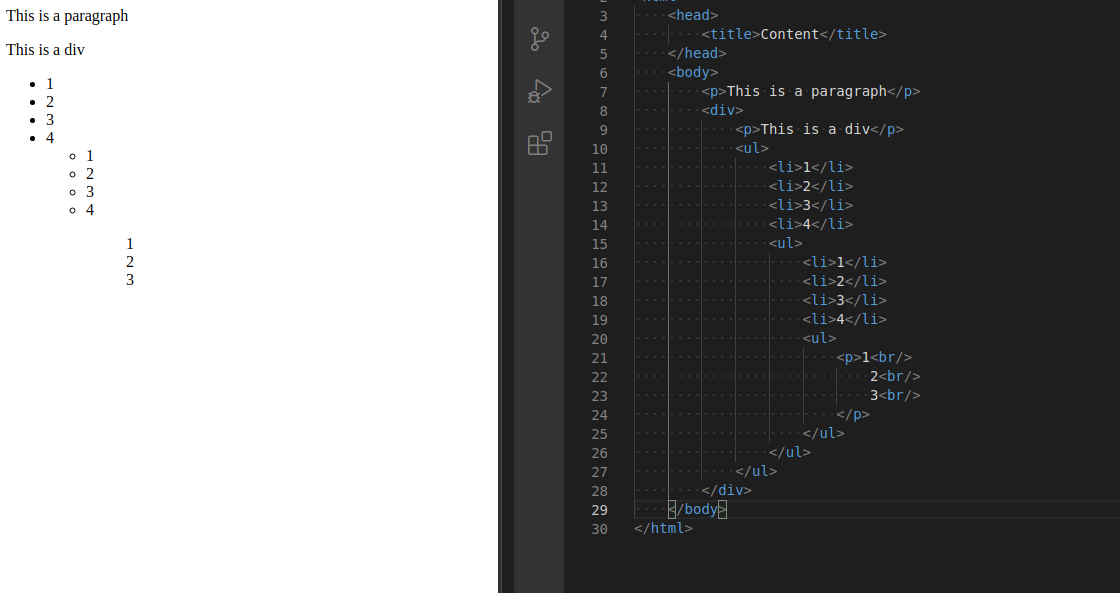 This is a paragraph
This is a div
1
2
3
4
1
2
3
4
1
2
3
3 <head>
4 <title>Content</title>
5 </head>
6 <body>
7 <p>This is a paragraph</p>
8 <div>
9 <p>This is a div</p>
10 <ul>
11 <li>1</li>
12 <li>2</li>
13 <li>3</li>
14 <li>4</li>
15 <ul>
16 <li>1</li>
17 <li>2</li>
18 <li>3</li>
19 <li>4</li>
20 <ul>
21 <p>1<br/>
22 2<br/>
23 3<br/>
24 </p>
25 </ul>
26 </ul>
27 </ul>
28 </div>
29 </body>
30 </html>